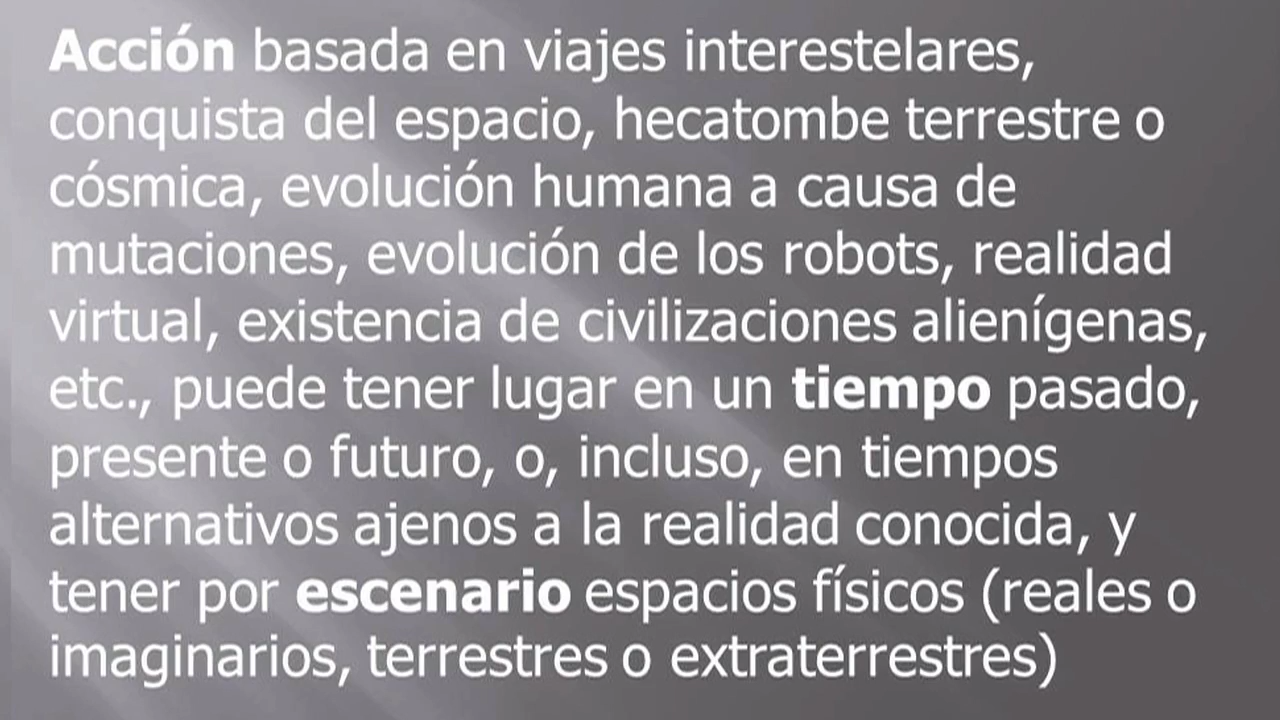 Acción basada en viajes interestelares,
conquista del espacio, hecatombe terrestre o
cósmica, evolución humana a causa de
mutaciones, evolución de los robots, realidad
virtual, existencia de civilizaciones alienígenas,
etc., puede tener lugar en un tiempo pasado,
presente o futuro, o, incluso, en tiempos
alternativos ajenos a la realidad conocida, y
tener por escenario espacios físicos (reales o
imaginarios, terrestres o extraterrestres)